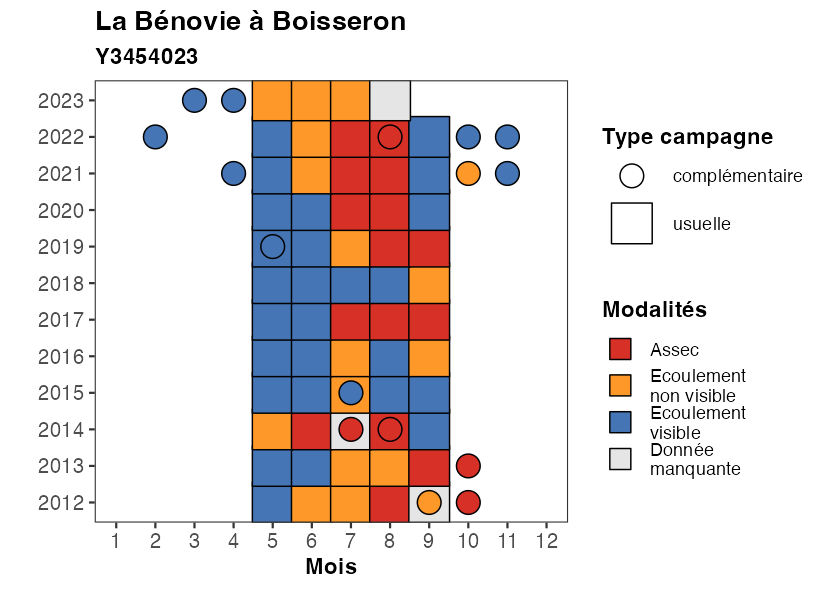 La Bénovie à Boisseron
Y3454023
2023
2022
2021
2020
2019
2018
2017
2016
2015
2014
2013
2012
1 2 3 4 5 6 7 8 9 10 11 12
Mois
Type campagne
complémentaire
usuelle
Modalités
Assec
Ecoulement
non visible
Ecoulement
visible
Donnée
manquante